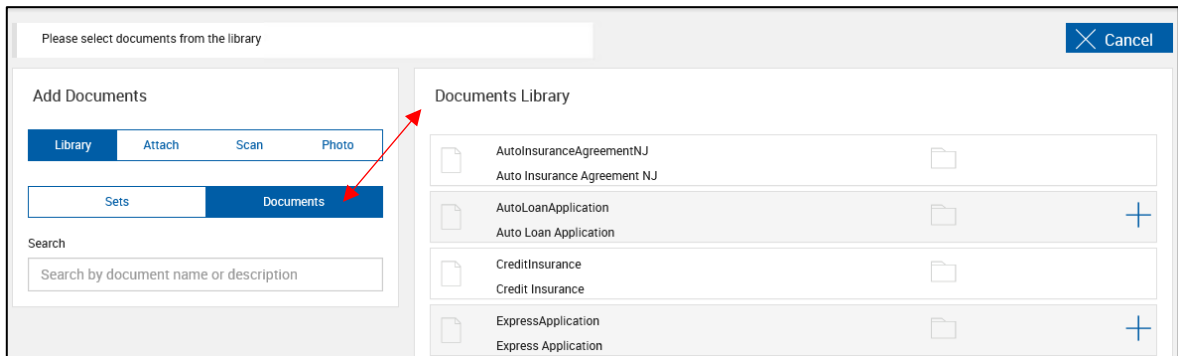 Please select documents from the library
Cancel
Add Documents
Library Attach Scan Photo
Sets Documents
Search
Search by document name or description
Documents Library
AutoInsuranceAgreementNJ
Auto Insurance Agreement NJ
AutoLoanApplication
Auto Loan Application
CreditInsurance
Credit Insurance
ExpressApplication
Express Application